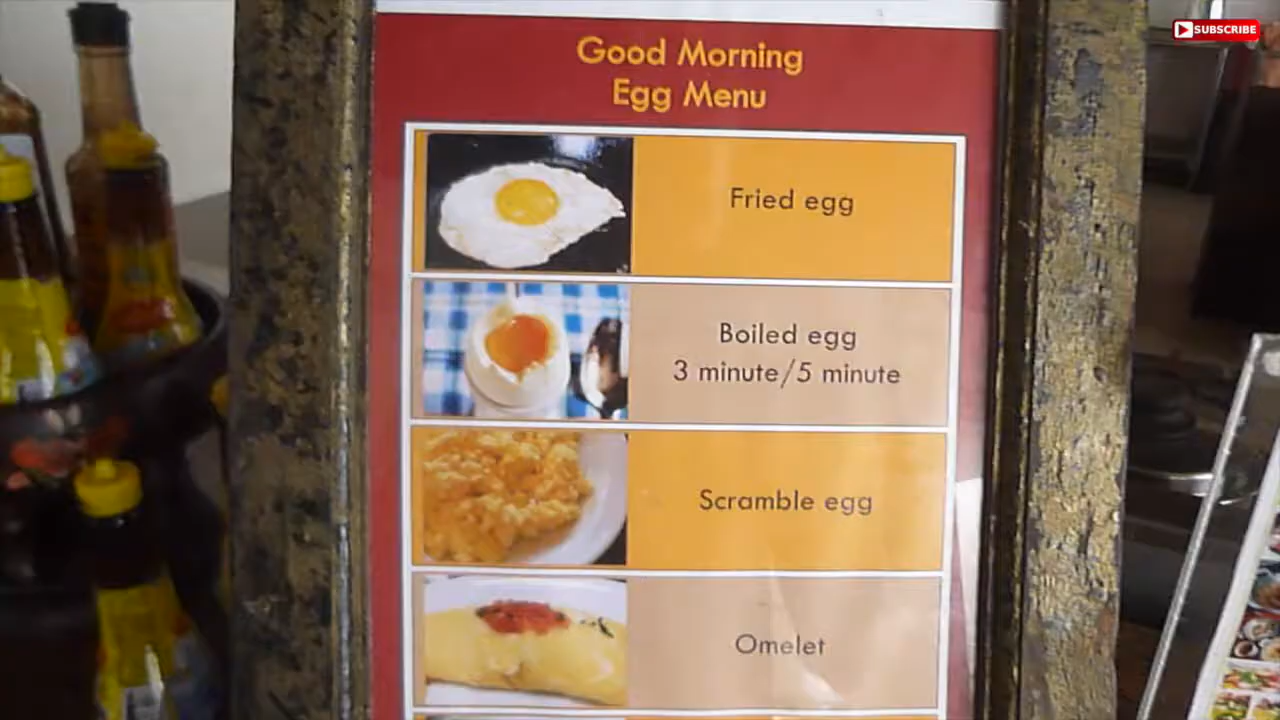 SUBSCRIBE
Good Morning
Egg Menu
Fried egg
Boiled egg
3 minute/5 minute
Scramble egg
Omelet